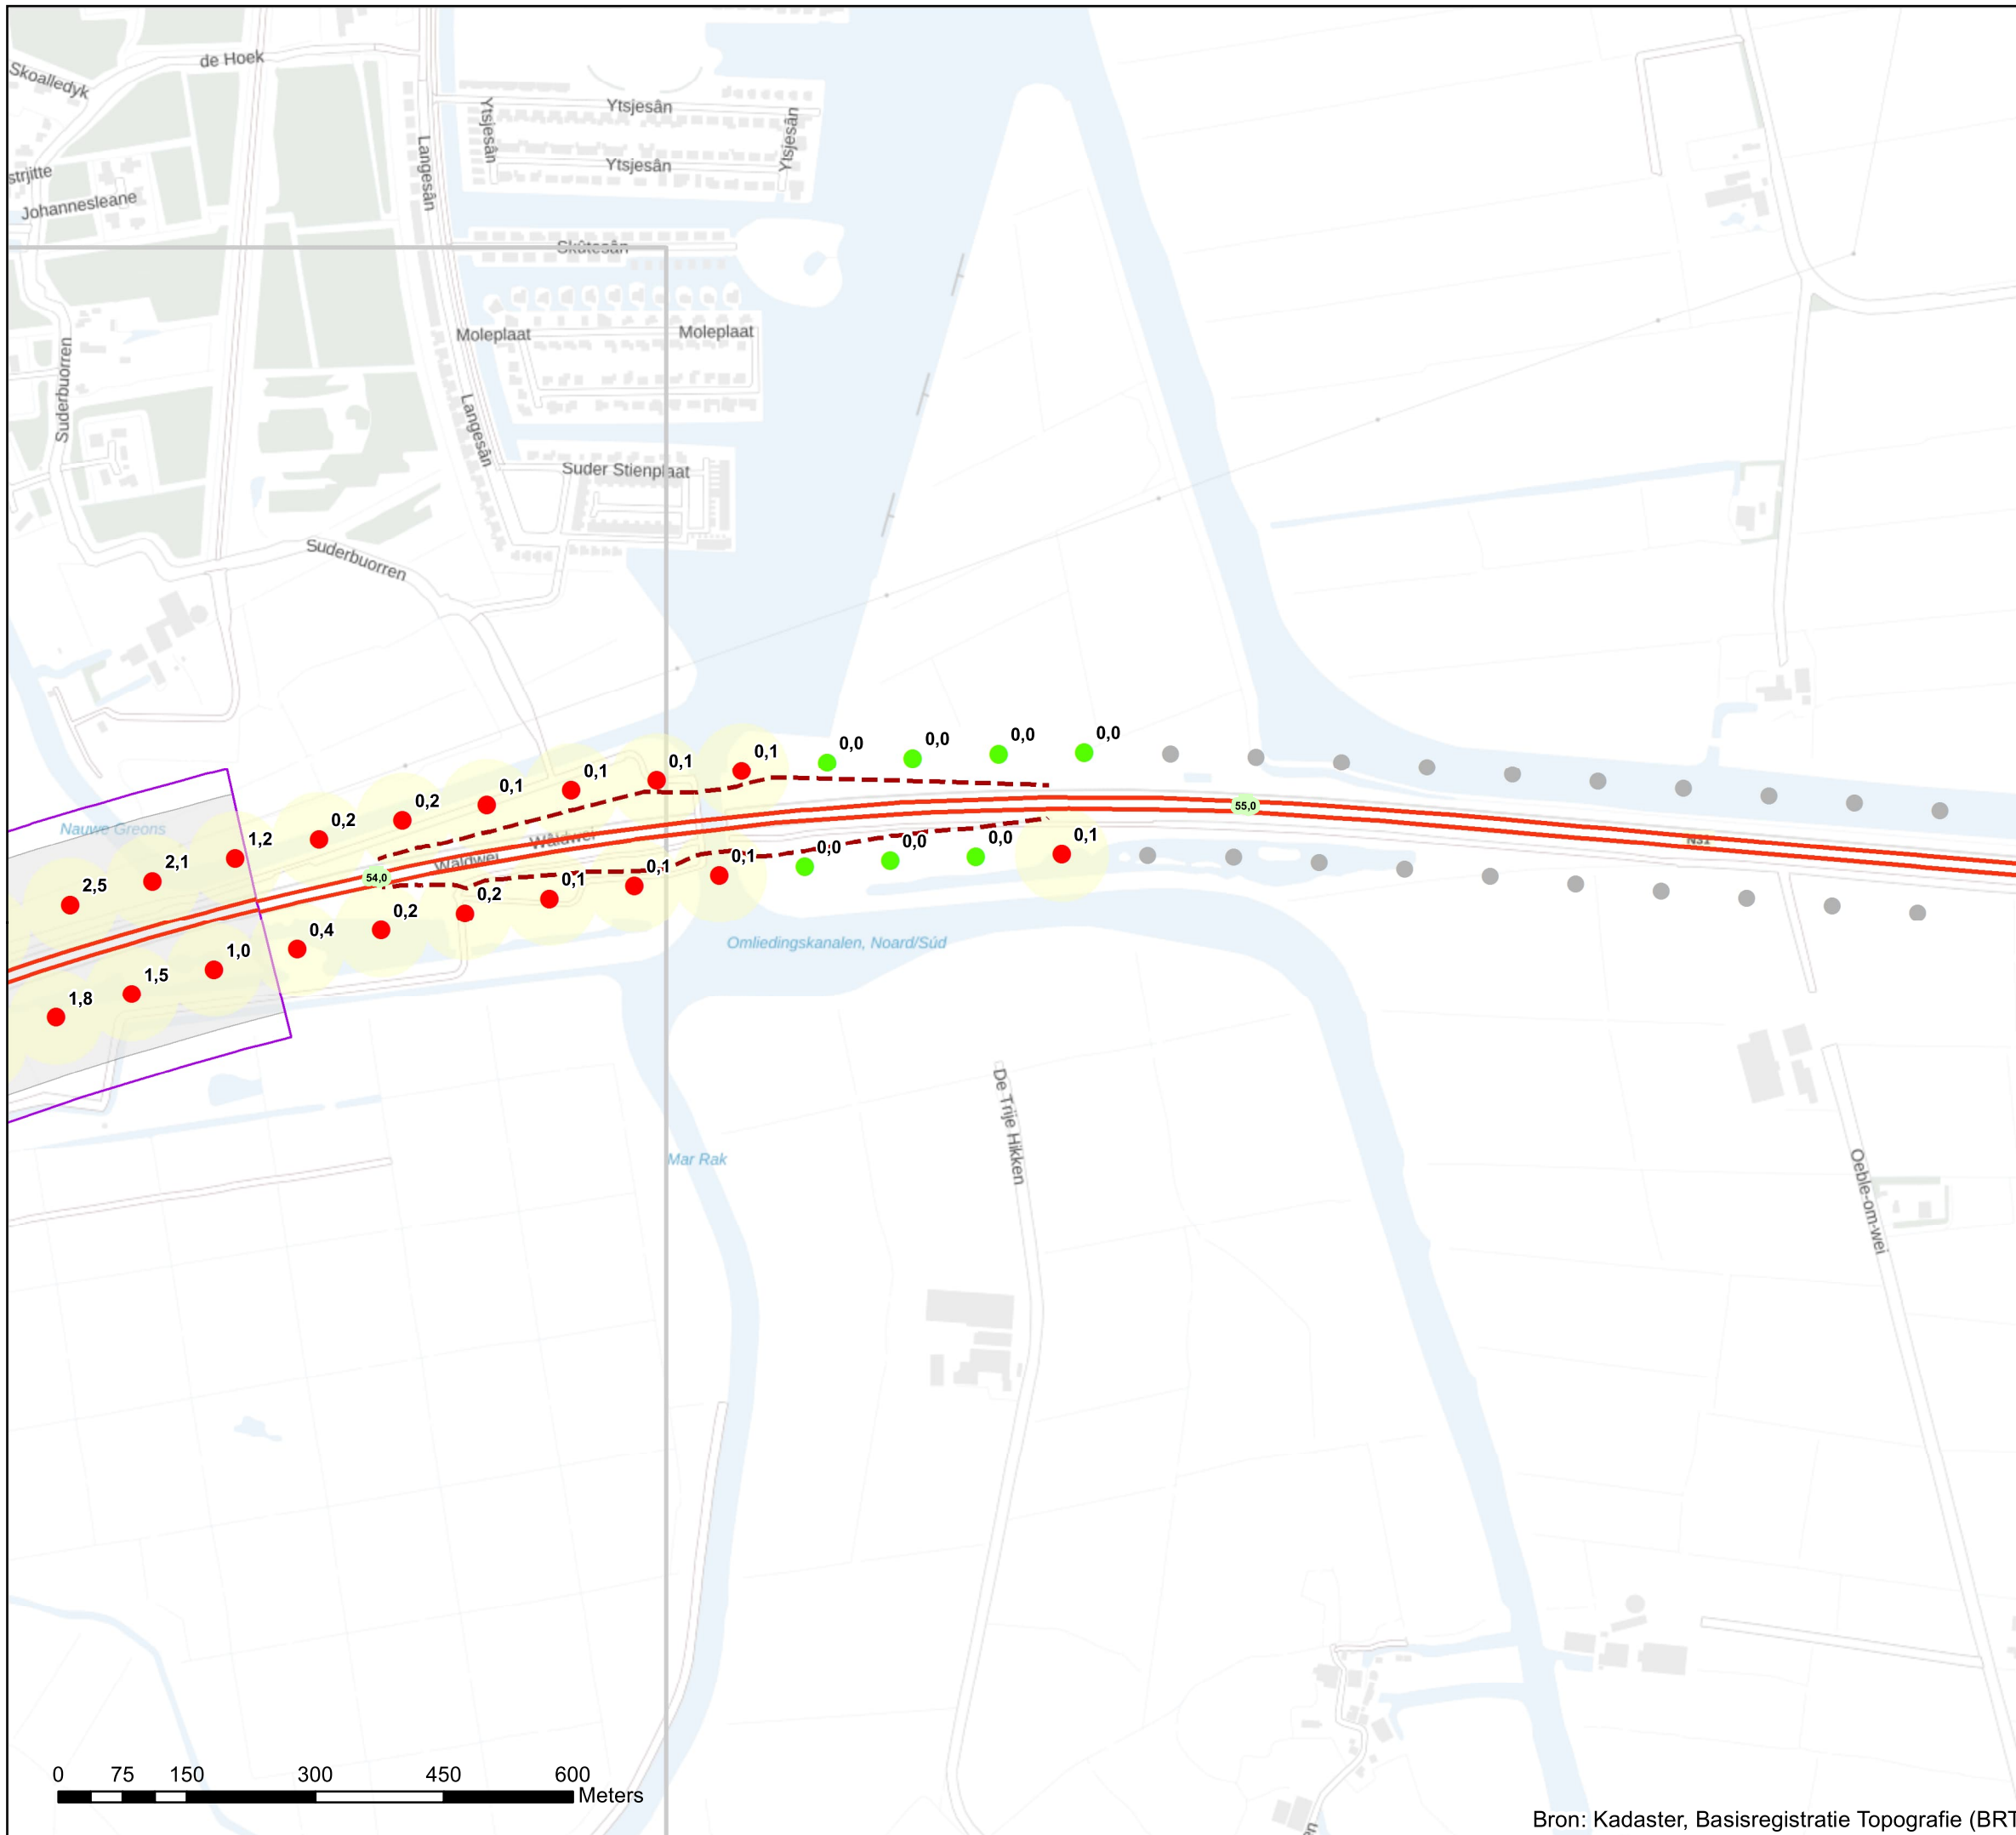 de Hoek
Skoalledyk
Ytsjesân
Ytsjesân
Ytsjesân
Langesân
Ytsjesân
strjitte
Johannesleane
Skûtesân
Moleplaat
Moleplaat
Suderbuorren
Langesân
Suder Stienplaat
Suderbuorren
0,0
0,0
0,0
0,0
0,1
0,1
0,1
0,1
0,2
0,2
1,2
2,1
2,5
Nauwe Greons
Wâldwei
Wâldwei
54,0
55,0
N31
0,1
0,0
0,0
0,0
0,1
0,1
0,1
0,2
0,2
0,4
1,0
1,5
1,8
Omliedingskanalen, Noard/Súd
De Trije Hikken
Mar Rak
Oeble-om-wei
0 75 150 300 450 600
Meters
Bron: Kadaster, Basisregistratie Topografie (BRT
en